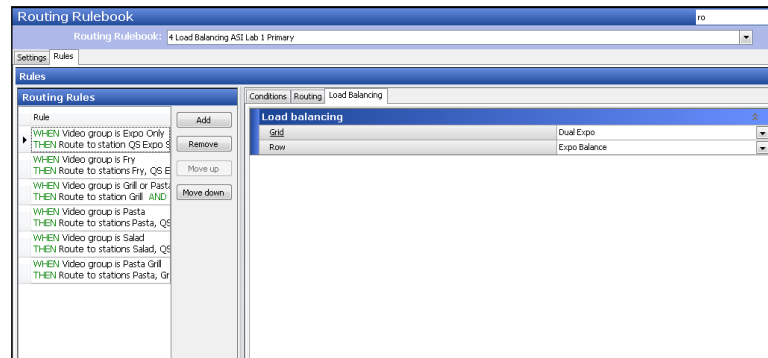 Routing Rulebook
ro
Routing Rulebook: 4 Load Balancing ASI Lab 1 Primary
Settings Rules
Rules
Routing Rules
Conditions Routing Load Balancing
Rule
Add
Load balancing
WHEN Video group is Expo Only
THEN Route to station QS Expo S
Grid Dual Expo
Remove
Row Expo Balance
WHEN Video group is Fry
THEN Route to stations Fry, QS E
Move up
WHEN Video group is Grill or Pasta
THEN Route to station Grill AND
Move down
WHEN Video group is Pasta
THEN Route to stations Pasta, QS
WHEN Video group is Salad
THEN Route to stations Salad, QS
WHEN Video group is Pasta Grill
THEN Route to stations Pasta, Gr